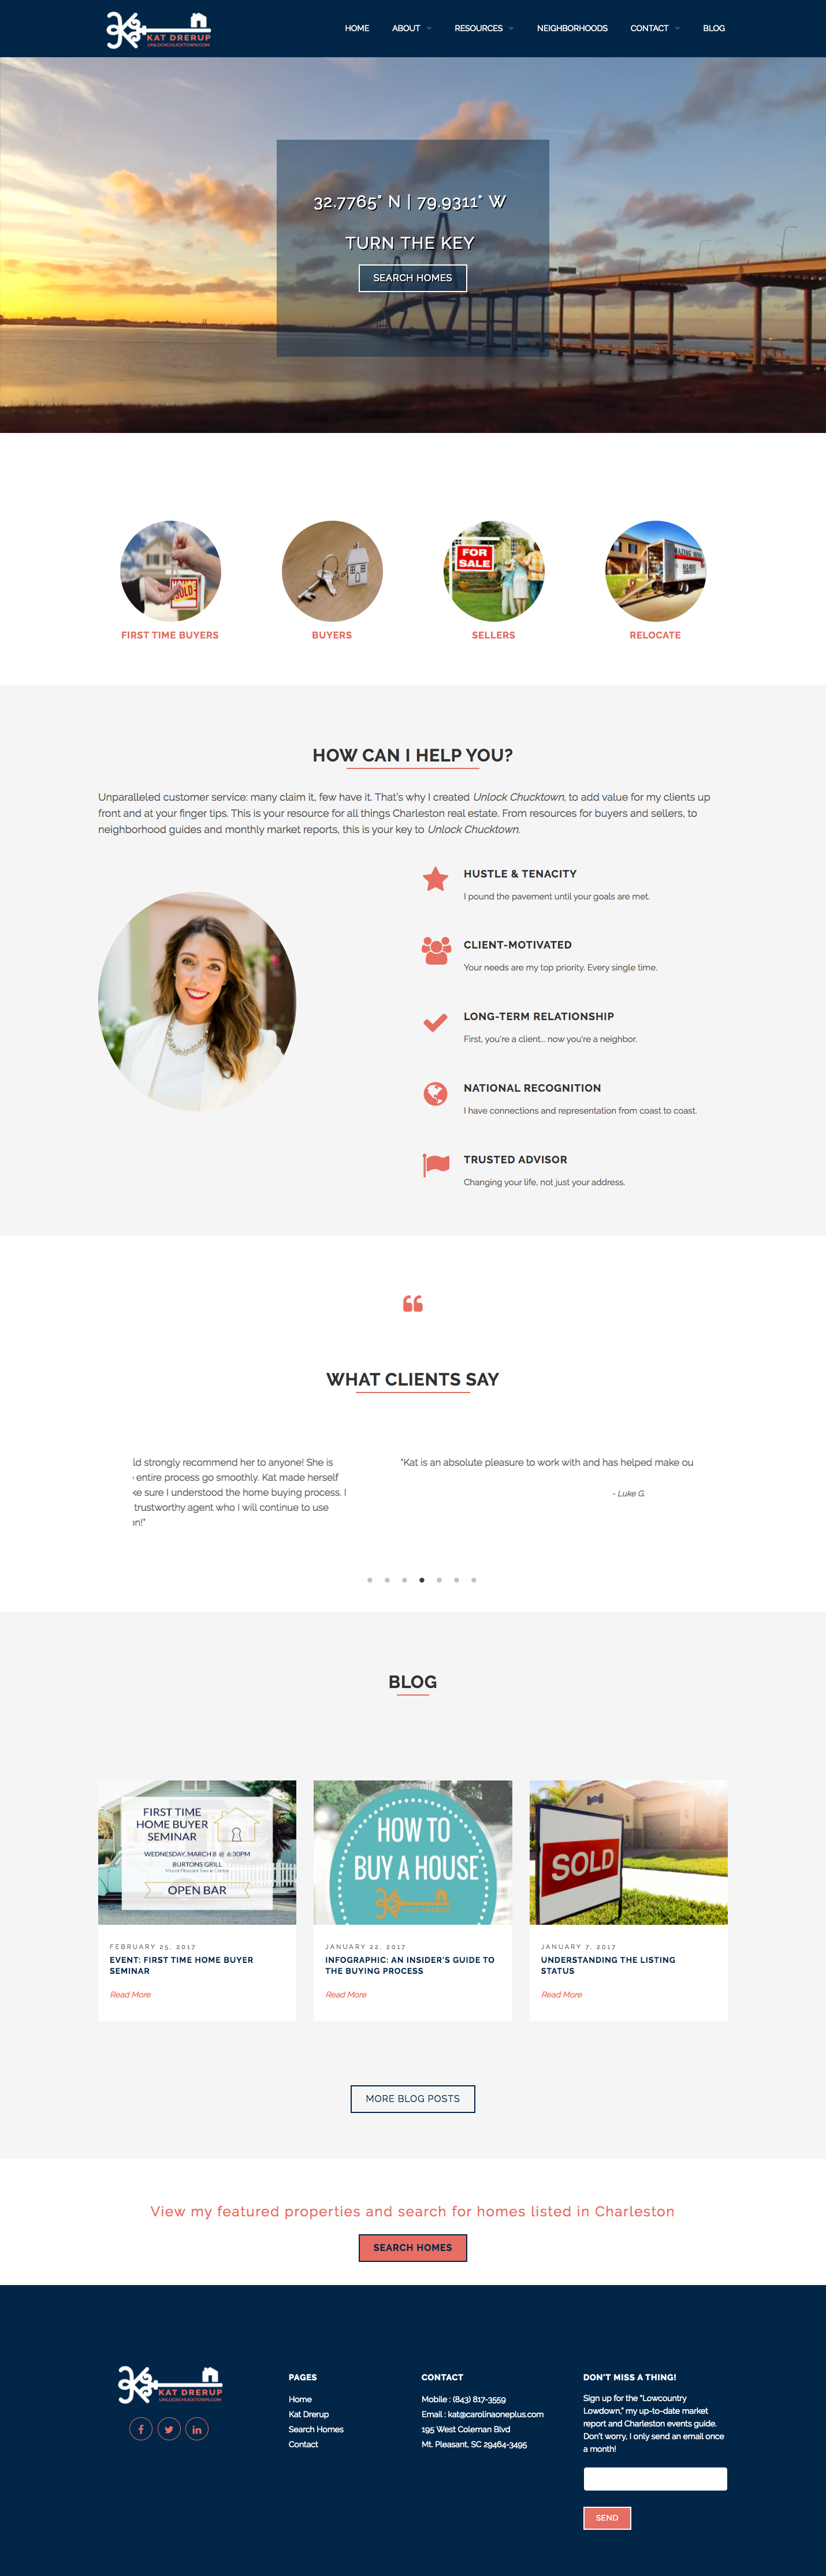 KAT DRERUP
UNLOCKCHUCKTOWN.COM
HOME ABOUT RESOURCES NEIGHBORHOODS CONTACT BLOG
32.7765° N | 79.9311° W
TURN THE KEY
SEARCH HOMES
SOLD
FOR
SALE
FIRST TIME BUYERS
BUYERS
SELLERS
RELOCATE
HOW CAN I HELP YOU?
Unparalleled customer service: many claim it, few have it. That's why I created Unlock Chucktown, to add value for my clients up
front and at your finger tips. This is your resource for all things Charleston real estate. From resources for buyers and sellers, to
neighborhood guides and monthly market reports, this is your key to Unlock Chucktown.
HUSTLE & TENACITY
I pound the pavement until your goals are met.
CLIENT-MOTIVATED
Your needs are my top priority. Every single time.
LONG-TERM RELATIONSHIP
First, you're a client... now you're a neighbor.
NATIONAL RECOGNITION
I have connections and representation from coast to coast.
TRUSTED ADVISOR
Changing your life, not just your address.
WHAT CLIENTS SAY
ld strongly recommend her to anyone! She is
entire process go smoothly. Kat made herself
ke sure I understood the home buying process. I
trustworthy agent who I will continue to use
on!"
"Kat is an absolute pleasure to work with and has helped make ou
- Luke G.
BLOG
FIRST TIME
HOME BUYER
SEMINAR
WEDNESDAY, MARCH 8 @ 6:30PM
BURTONS GRILL
Mount Pleasant Towne Centre
OPEN BAR
FEBRUARY 25, 2017
EVENT: FIRST TIME HOME BUYER
SEMINAR
Read More
HOW TO
BUY A HOUSE
KAT DRERUP
JANUARY 22, 2017
INFOGRAPHIC: AN INSIDER'S GUIDE TO
THE BUYING PROCESS
Read More
SOLD
JANUARY 7, 2017
UNDERSTANDING THE LISTING
STATUS
Read More
MORE BLOG POSTS
View my featured properties and search for homes listed in Charleston
SEARCH HOMES
KAT DRERUP
UNLOCKCHUCKTOWN.COM
PAGES
Home
Kat Drerup
Search Homes
Contact
CONTACT
Mobile : (843) 817-3559
Email : kat@carolinaoneplus.com
195 West Coleman Blvd
Mt. Pleasant, SC 29464-3495
DON'T MISS A THING!
Sign up for the "Lowcountry
Lowdown," my up-to-date market
report and Charleston events guide.
Don't worry, I only send an email once
a month!
SEND